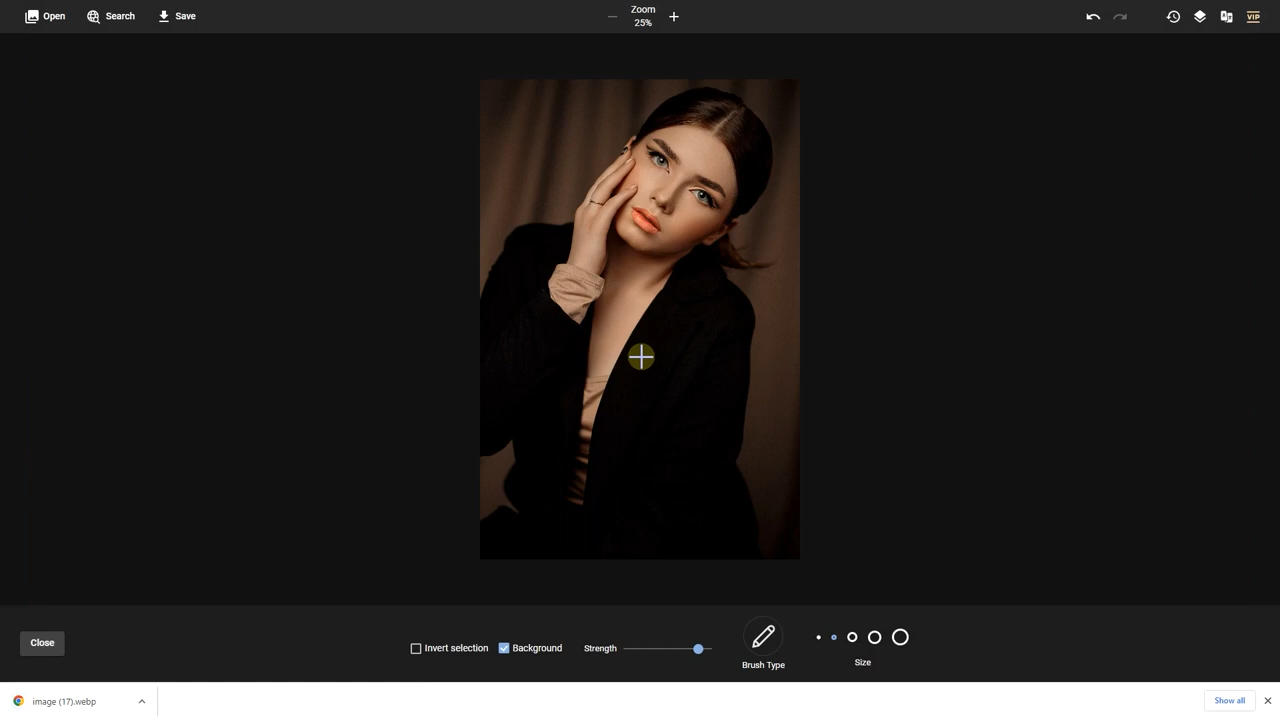 Open
Search
Save
Zoom
25%
VIP
Close
Invert selection
Background
Strength
Brush Type
Size
image (17).webp
Show all